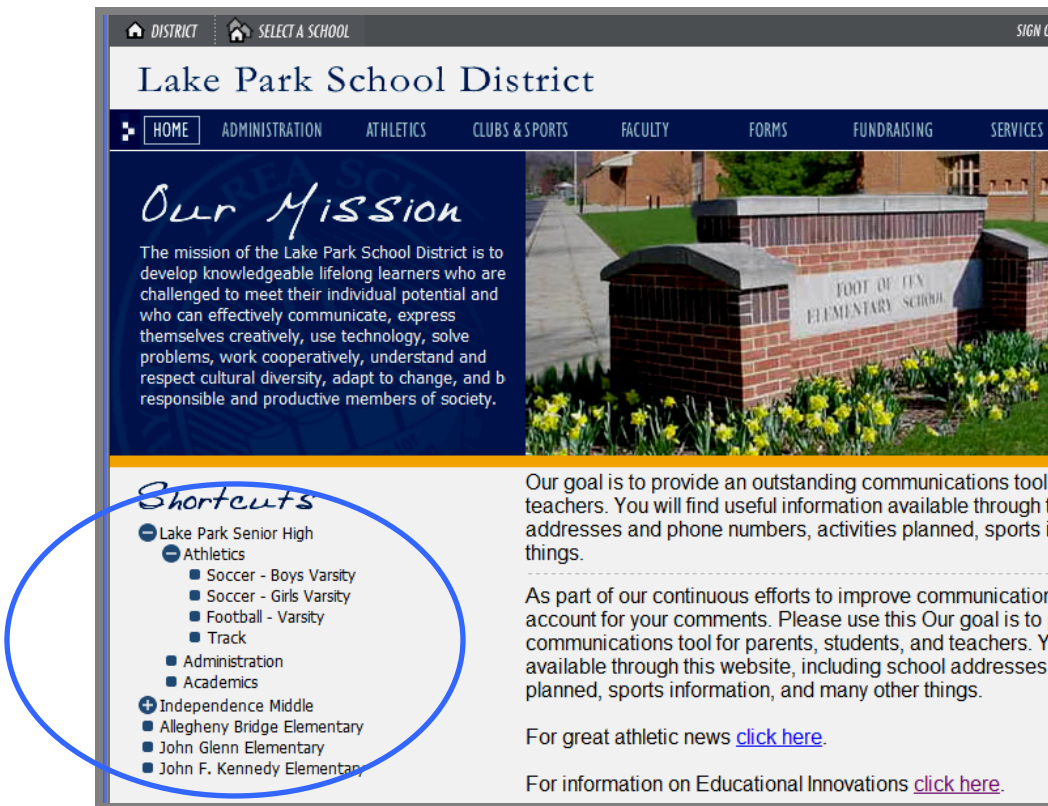 DISTRICT SELECT A SCHOOL SIGN
Lake Park School District
HOME ADMINISTRATION ATHLETICS CLUBS & SPORTS FACULTY FORMS FUNDRAISING SERVICES
Our Mission
The mission of the Lake Park School District is to
develop knowledgeable lifelong learners who are
challenged to meet their individual potential and
who can effectively communicate, express
themselves creatively, use technology, solve
problems, work cooperatively, understand and
respect cultural diversity, adapt to change, and b
responsible and productive members of society.
AREA
FOOT OF TEN
ELEMENTARY SCHOOL
Shortcuts
Lake Park Senior High
Athletics
Soccer - Boys Varsity
Soccer - Girls Varsity
Football - Varsity
Track
Administration
Academics
Independence Middle
Allegheny Bridge Elementary
John Glenn Elementary
John F. Kennedy Elementary
Our goal is to provide an outstanding communications tool
teachers. You will find useful information available through
addresses and phone numbers, activities planned, sports
things.
As part of our continuous efforts to improve communication
account for your comments. Please use this Our goal is to
communications tool for parents, students, and teachers. Y
available through this website, including school addresses
planned, sports information, and many other things.
For great athletic news click here.
For information on Educational Innovations click here.